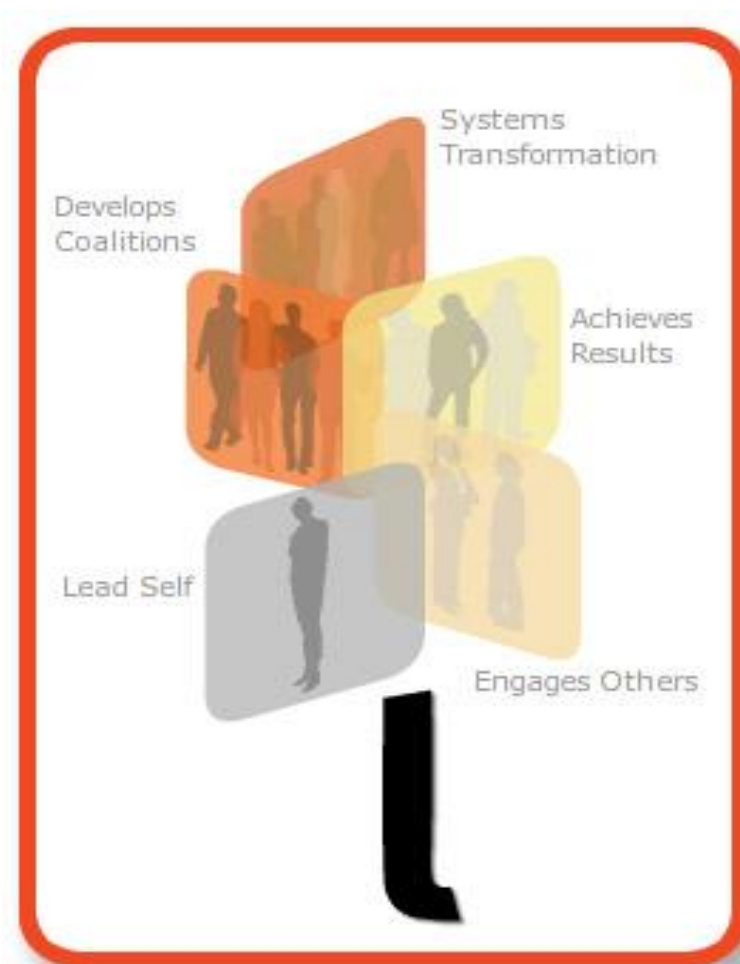 Systems
Transformation
Develops
Coalitions
Achieves
Results
Lead Self
Engages Others